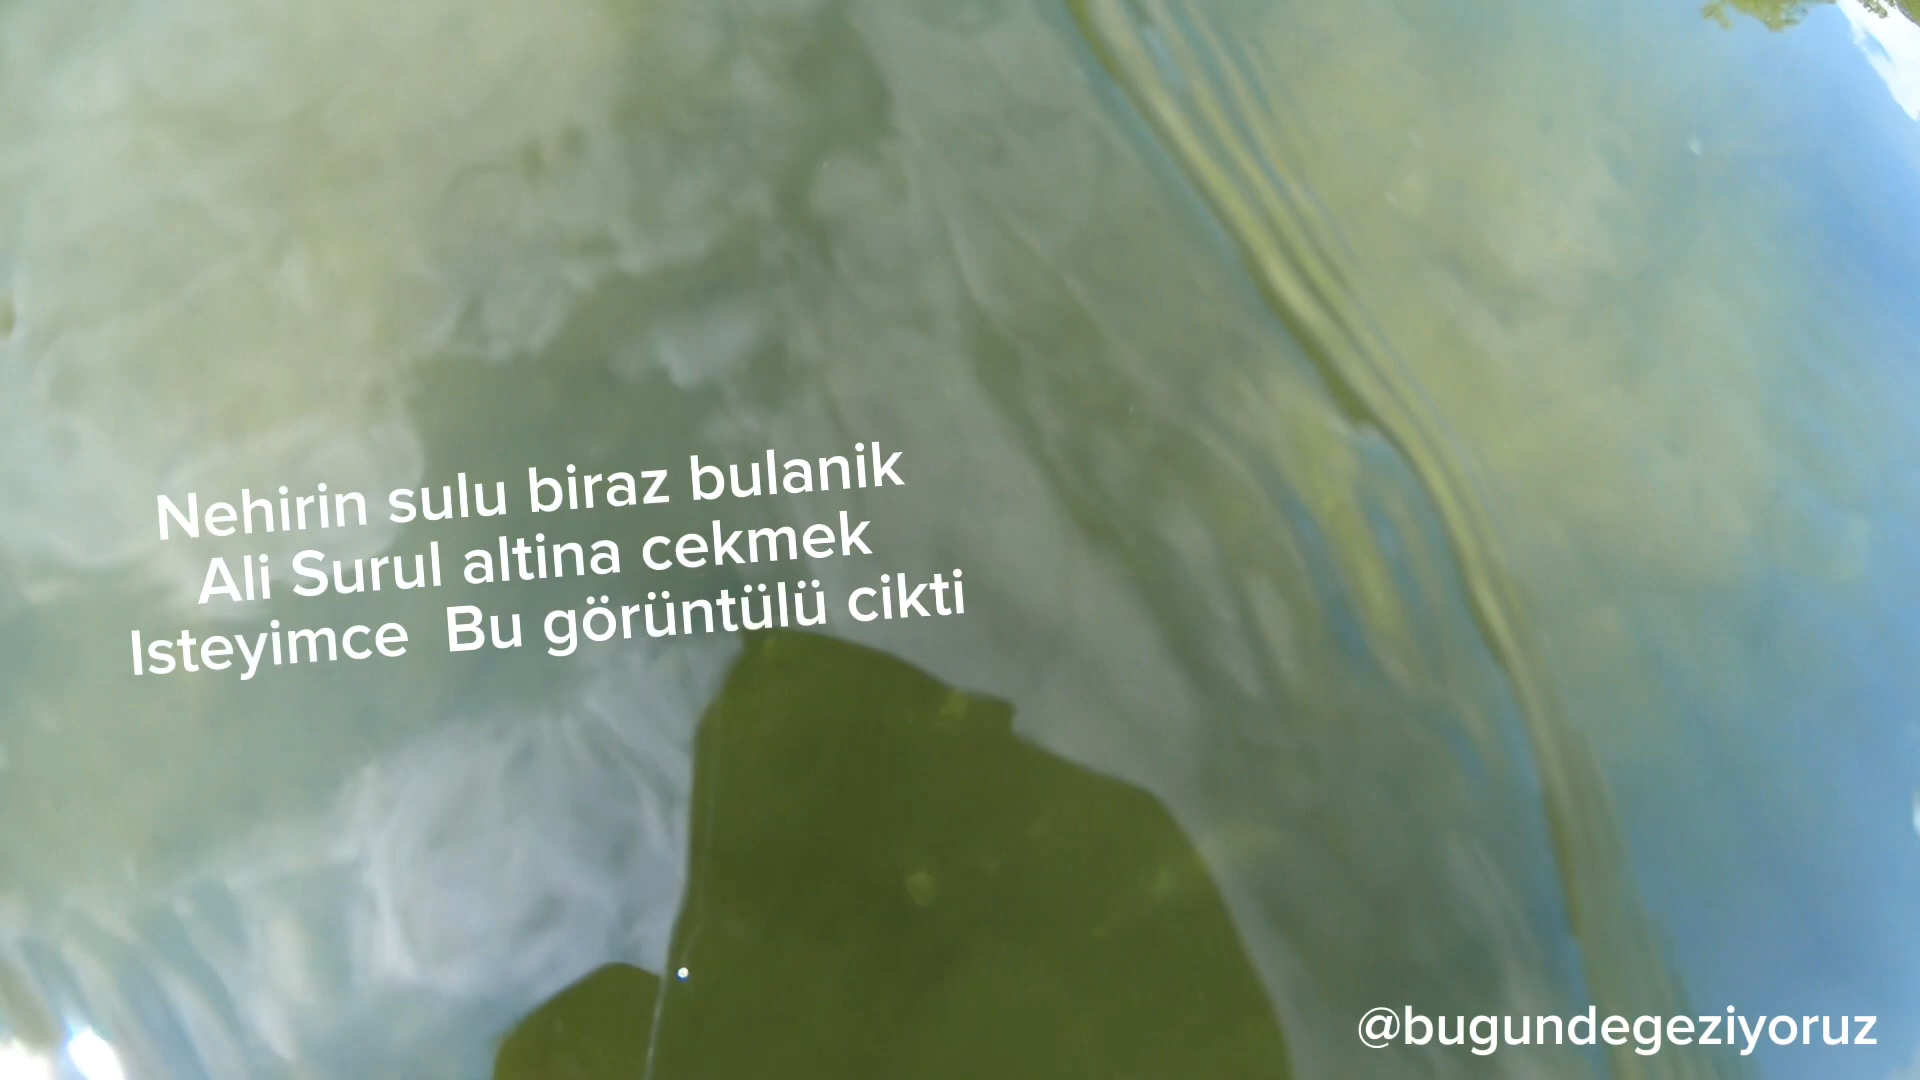 Nehirin sulu biraz bulanik
Ali Surul altina cekmek
Isteyimce  Bu görüntülü cikti
@bugundegeziyoruz